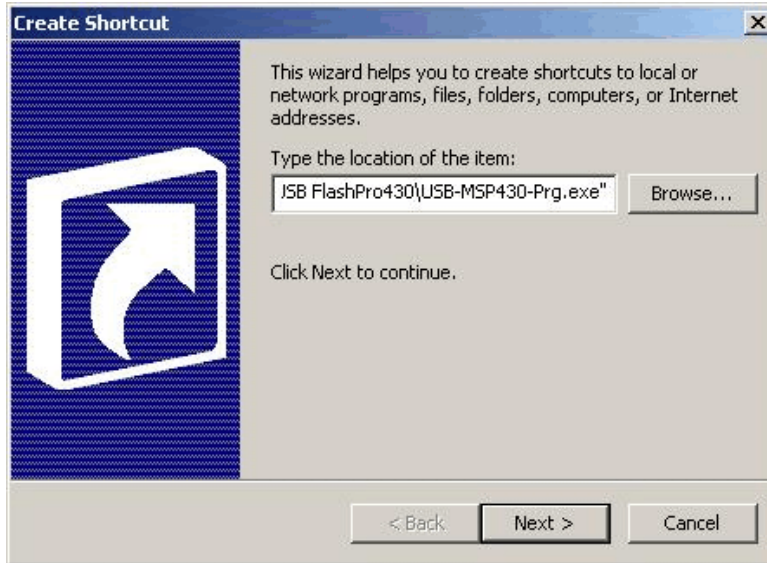 Create Shortcut
This wizard helps you to create shortcuts to local or
network programs, files, folders, computers, or Internet
addresses.
Type the location of the item:
JSB FlashPro430\USB-MSP430-Prg.exe"
Browse...
Click Next to continue.
< Back
Next >
Cancel